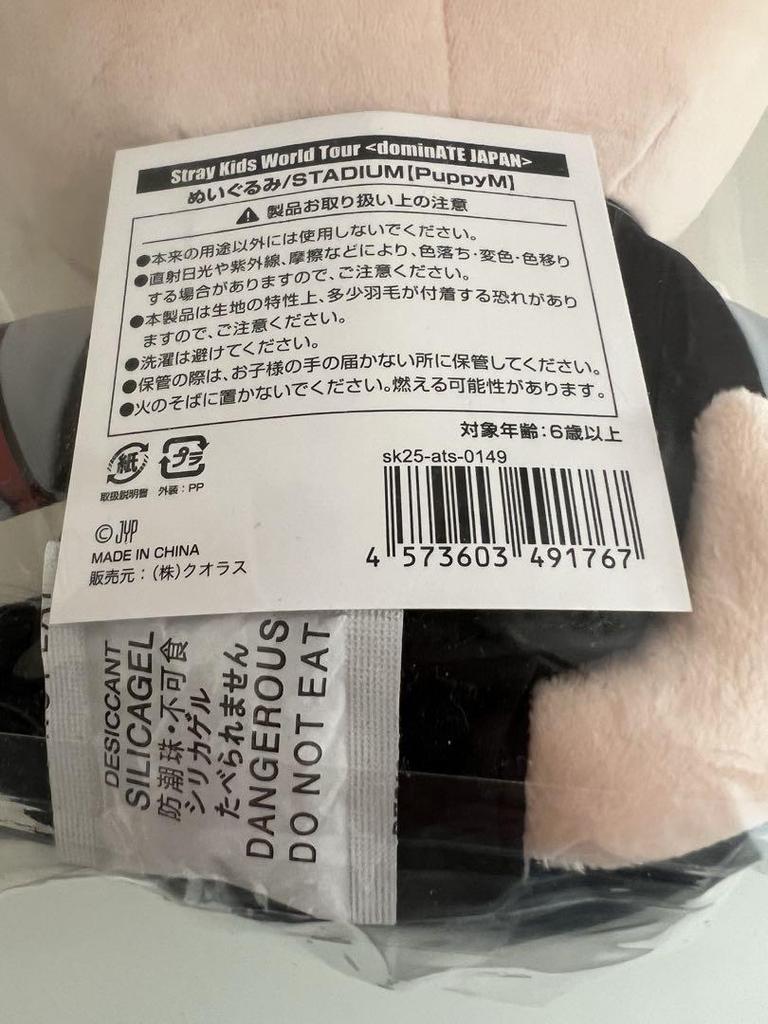 Stray Kids World Tour <dominATE JAPAN>
ぬいぐるみ/STADIUM【PuppyM】
製品お取り扱い上の注意
●本来の用途以外には使用しないでください。
●直射日光や紫外線、摩擦などにより、色落ち・変色・色移り
する場合がありますので、ご注意ください。
●本製品は生地の特性上、多少羽毛が付着する恐れがあり
ますので、ご注意ください。
●洗濯は避けてください。
●保管の際は、お子様の手の届かない所に保管してください。
●火のそばに置かないでください。燃える可能性があります。
対象年齢:6歳以上
紙
プラ
取扱説明書 外装:PP
sk25-ats-0149
4 573603 491767
©JYP
MADE IN CHINA
販売元:(株)クオラス
DESICCANT
SILICAGEL
防潮珠・不可食
シリカゲル
たべられません
DANGEROUS
DO NOT EAT